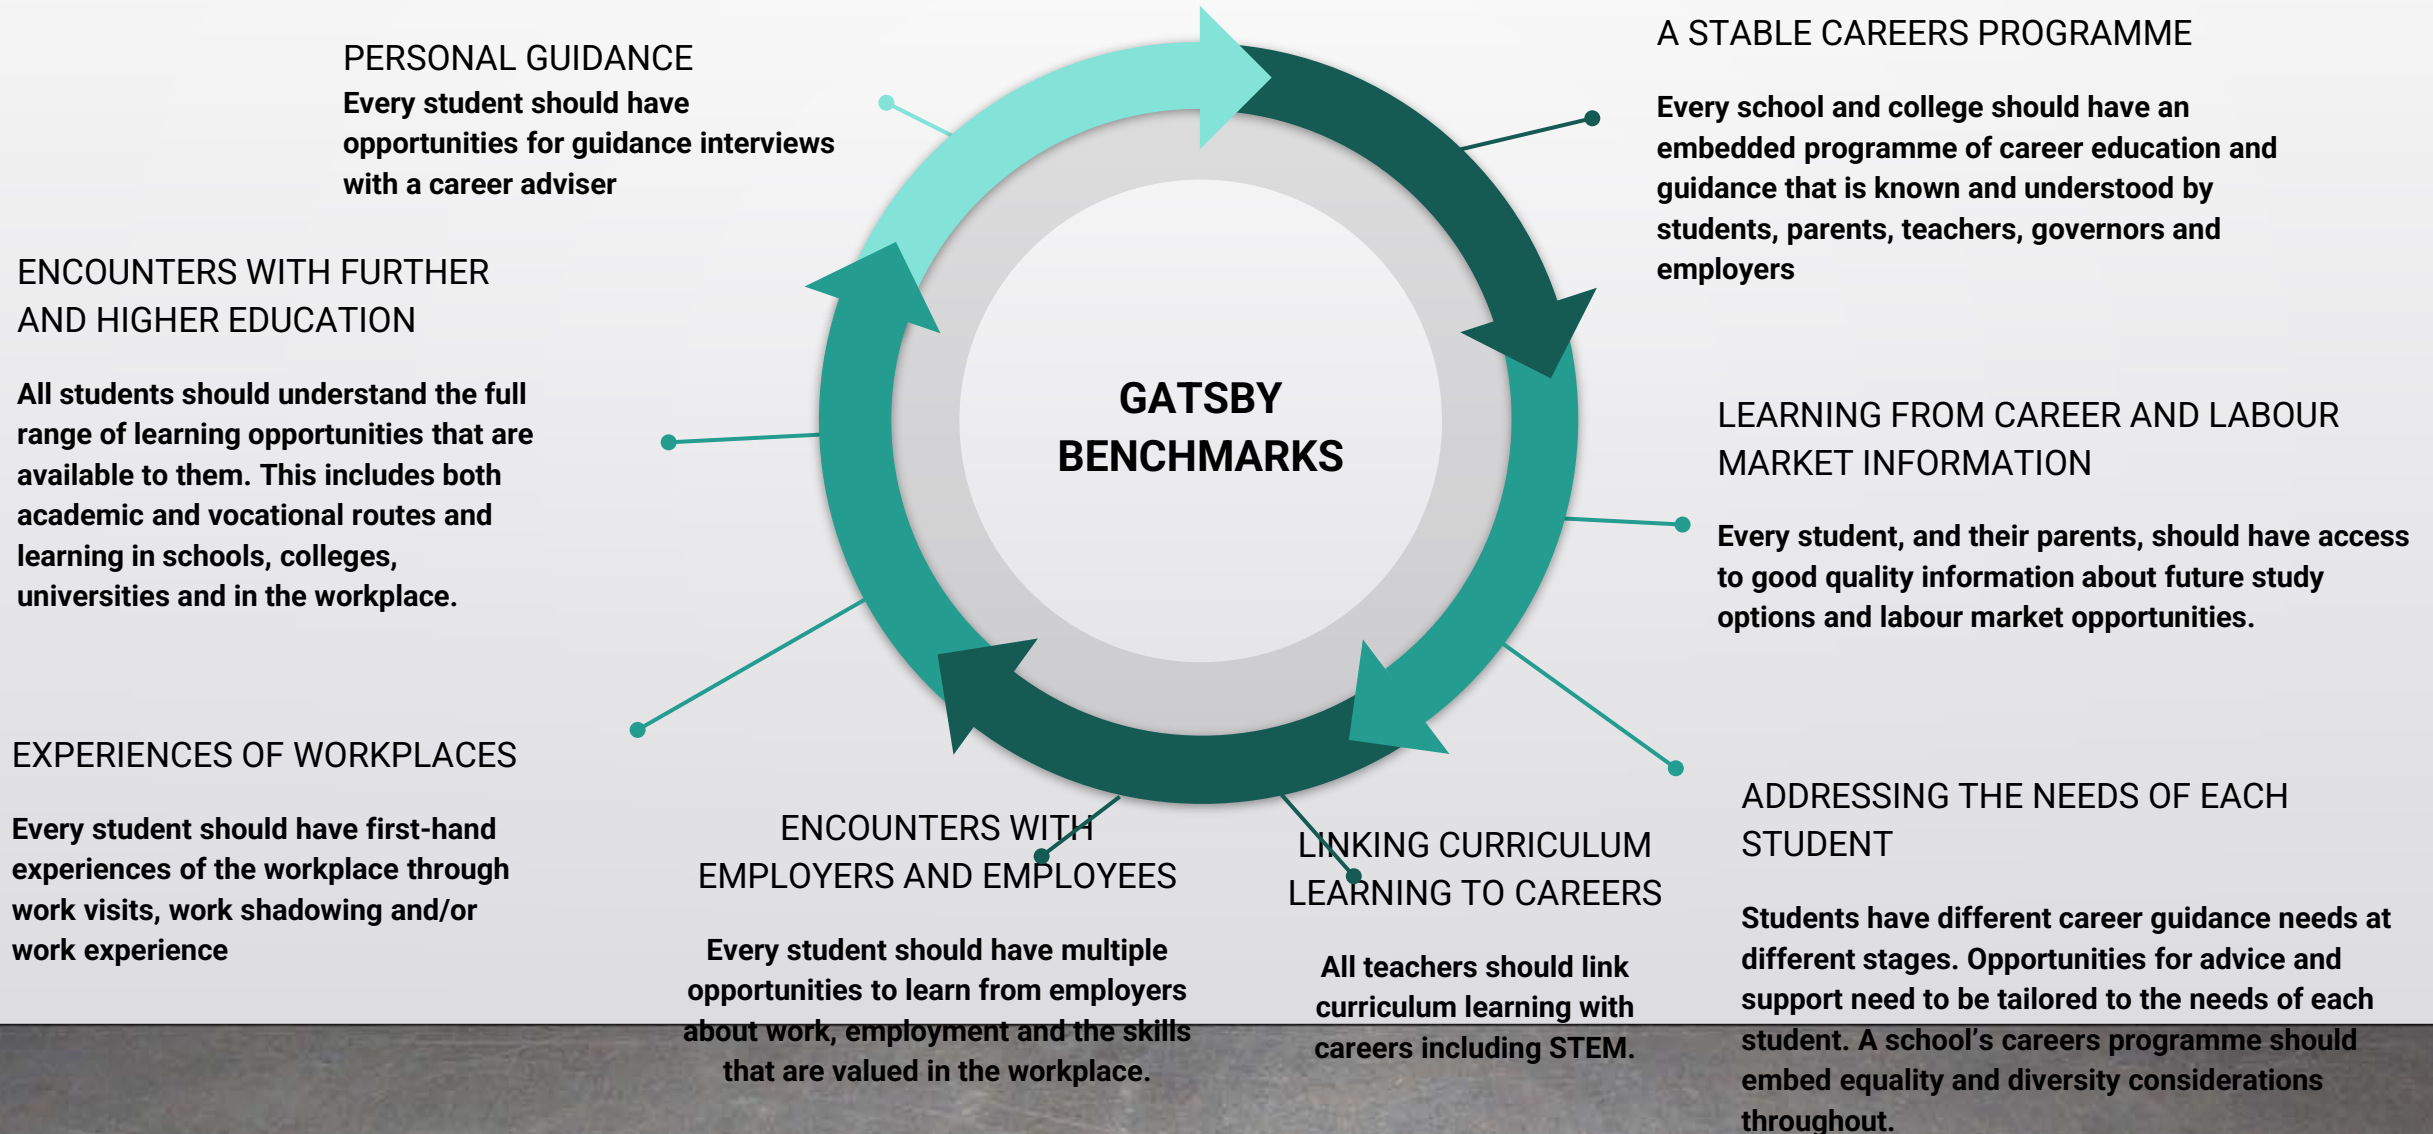 GATSBY
BENCHMARKS
A STABLE CAREERS PROGRAMME
Every school and college should have an
embedded programme of career education and
guidance that is known and understood by
students, parents, teachers, governors and
employers
LEARNING FROM CAREER AND LABOUR
MARKET INFORMATION
Every student, and their parents, should have access
to good quality information about future study
options and labour market opportunities.
ADDRESSING THE NEEDS OF EACH
STUDENT
Students have different career guidance needs at
different stages. Opportunities for advice and
support need to be tailored to the needs of each
student. A school’s careers programme should
embed equality and diversity considerations
throughout.
LINKING CURRICULUM
LEARNING TO CAREERS
All teachers should link
curriculum learning with
careers including STEM.
ENCOUNTERS WITH
EMPLOYERS AND EMPLOYEES
Every student should have multiple
opportunities to learn from employers
about work, employment and the skills
that are valued in the workplace.
EXPERIENCES OF WORKPLACES
Every student should have first-hand
experiences of the workplace through
work visits, work shadowing and/or
work experience
ENCOUNTERS WITH FURTHER
AND HIGHER EDUCATION
All students should understand the full
range of learning opportunities that are
available to them. This includes both
academic and vocational routes and
learning in schools, colleges,
universities and in the workplace.
PERSONAL GUIDANCE
Every student should have
opportunities for guidance interviews
with a career adviser